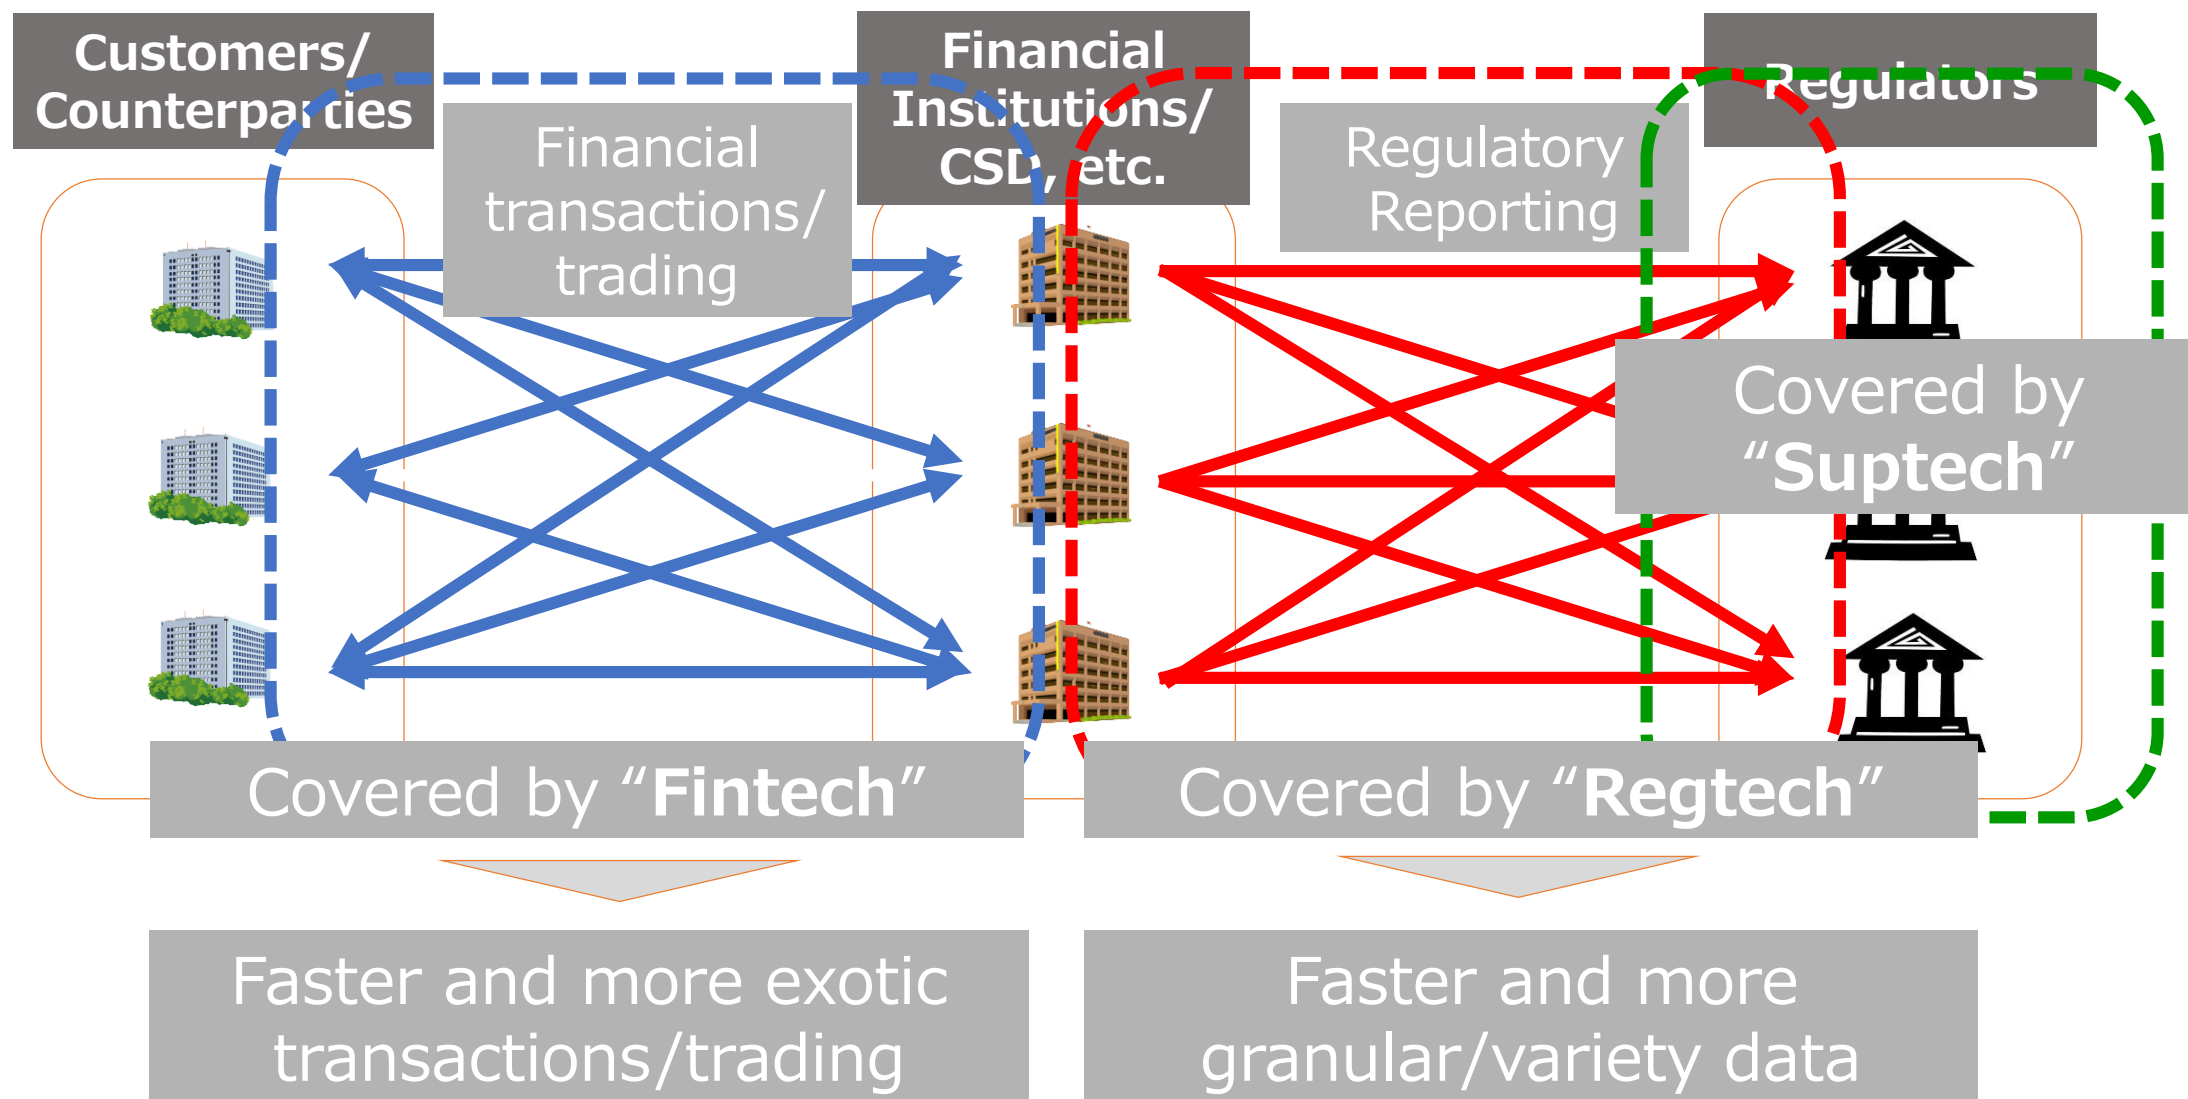 Customers/
Counterparties
Financial
Institutions/
CSD, etc.
Regulators
Financial
transactions/
trading
Regulatory
Reporting
Covered by
“Suptech”
Covered by “Fintech”
Covered by “Regtech”
Faster and more exotic
transactions/trading
Faster and more
granular/variety data